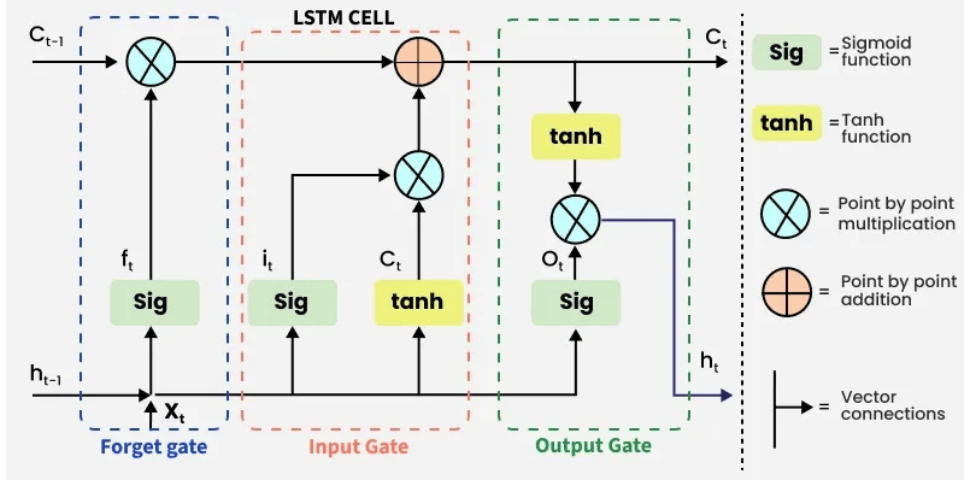 LSTM CELL
Cₜ₋₁
Cₜ
fₜ
iₜ
Cₜ
Oₜ
tanh
Sig
Sig
tanh
Sig
hₜ₋₁
Xₜ
hₜ
Forget gate
Input Gate
Output Gate
Sig
=Sigmoid
function
tanh
=Tanh
function
= Point by point
multiplication
= Point by point
addition
= Vector
connections